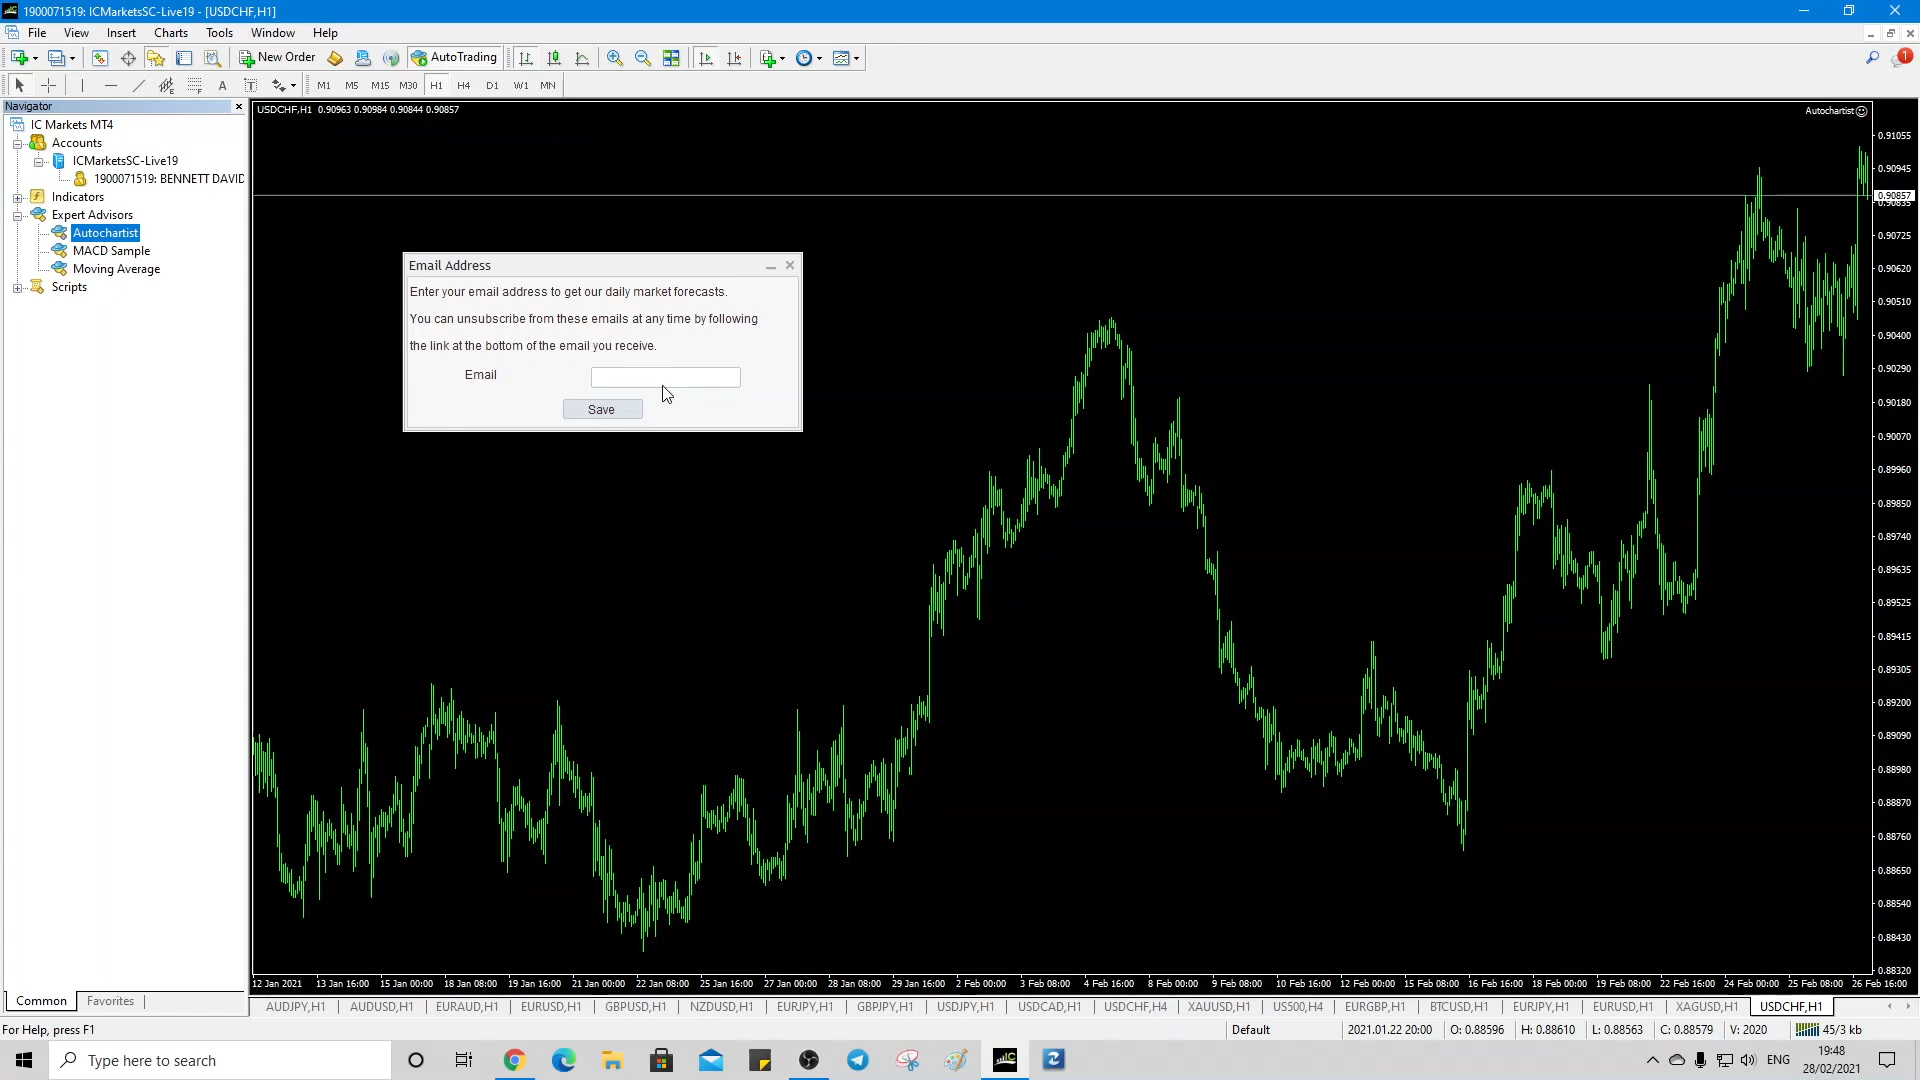 1900071519: ICMarketsSC-Live19 - [USDCHF,H1]
File View Insert Charts Tools Window Help
New Order AutoTrading
1
A T M1 M5 M15 M30 H1 H4 D1 W1 MN
Navigator
IC Markets MT4
Accounts
ICMarketsSC-Live19
1900071519: BENNETT DAVID
Indicators
Expert Advisors
Autochartist
MACD Sample
Moving Average
Scripts
Common Favorites
USDCHF,H1 0.90963 0.90984 0.90844 0.90857
Autochartist
Email Address
Enter your email address to get our daily market forecasts.
You can unsubscribe from these emails at any time by following
the link at the bottom of the email you receive.
Email
Save
0.91055
0.90945
0.90857
0.90835
0.90725
0.90620
0.90510
0.90400
0.90290
0.90180
0.90070
0.89960
0.89850
0.89740
0.89635
0.89525
0.89415
0.89305
0.89200
0.89090
0.88980
0.88870
0.88760
0.88650
0.88540
0.88430
0.88320
12 Jan 2021 13 Jan 16:00 15 Jan 00:00 18 Jan 08:00 19 Jan 16:00 21 Jan 00:00 22 Jan 08:00 25 Jan 16:00 27 Jan 00:00 28 Jan 08:00 29 Jan 16:00 2 Feb 00:00 3 Feb 08:00 4 Feb 16:00 8 Feb 00:00 9 Feb 08:00 10 Feb 16:00 12 Feb 00:00 15 Feb 08:00 16 Feb 16:00 18 Feb 00:00 19 Feb 08:00 22 Feb 16:00 24 Feb 00:00 25 Feb 08:00 26 Feb 16:00
AUDJPY,H1 AUDUSD,H1 EURAUD,H1 EURUSD,H1 GBPUSD,H1 NZDUSD,H1 EURJPY,H1 GBPJPY,H1 USDJPY,H1 USDCAD,H1 USDCHF,H4 XAUUSD,H1 US500,H4 EURGBP,H1 BTCUSD,H1 EURJPY,H1 EURUSD,H1 XAGUSD,H1 USDCHF,H1
For Help, press F1 Default 2021.01.22 20:00 O: 0.88596 H: 0.88610 L: 0.88563 C: 0.88579 V: 2020 45/3 kb
Type here to search
ENG
19:48
28/02/2021